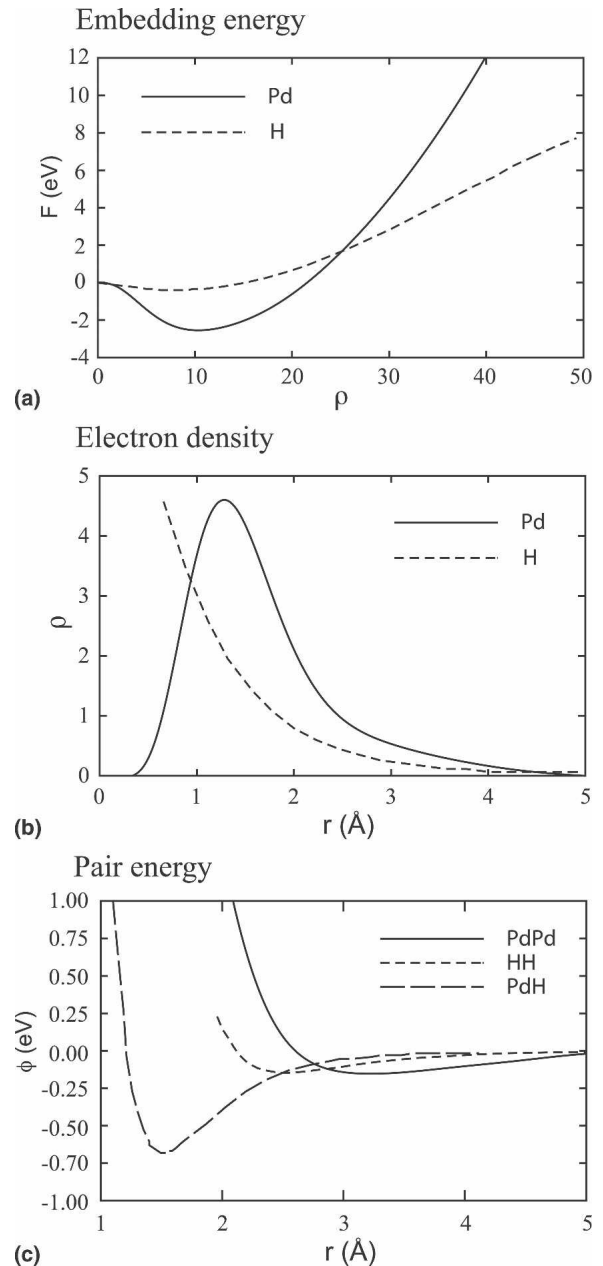 Embedding energy
12
10
8
6
4
2
0
-2
-4
F (eV)
Pd
H
0
10
20
30
40
50
ρ
(a)
Electron density
5
4
3
2
1
0
ρ
Pd
H
0
1
2
3
4
5
r (Å)
(b)
Pair energy
1.00
0.75
0.50
0.25
0.00
-0.25
-0.50
-0.70
-1.00
ϕ (eV)
PdPd
HH
PdH
1
2
3
4
5
r (Å)
(c)